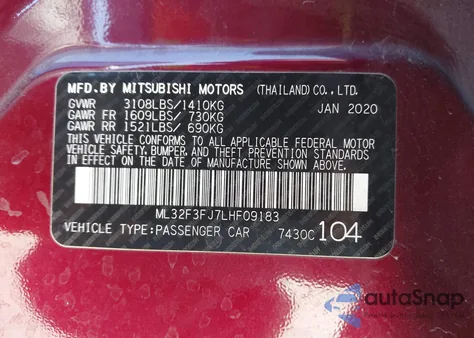 MFD.BY MITSUBISHI MOTORS (THAILAND)CO.,LTD.
GVWR 3108LBS/1410KG JAN 2020
GAWR FR 1609LBS/ 730KG
GAWR RR 1521LBS/ 690KG
THIS VEHICLE CONFORMS TO ALL APPLICABLE FEDERAL MOTOR
VEHICLE SAFETY, BUMPER, AND THEFT PREVENTION STANDARDS
IN EFFECT ON THE DATE OF MANUFACTURE SHOWN ABOVE.
ML32F3FJ7LHF09183
VEHICLE TYPE:PASSENGER CAR 7430C 104
autoSnap